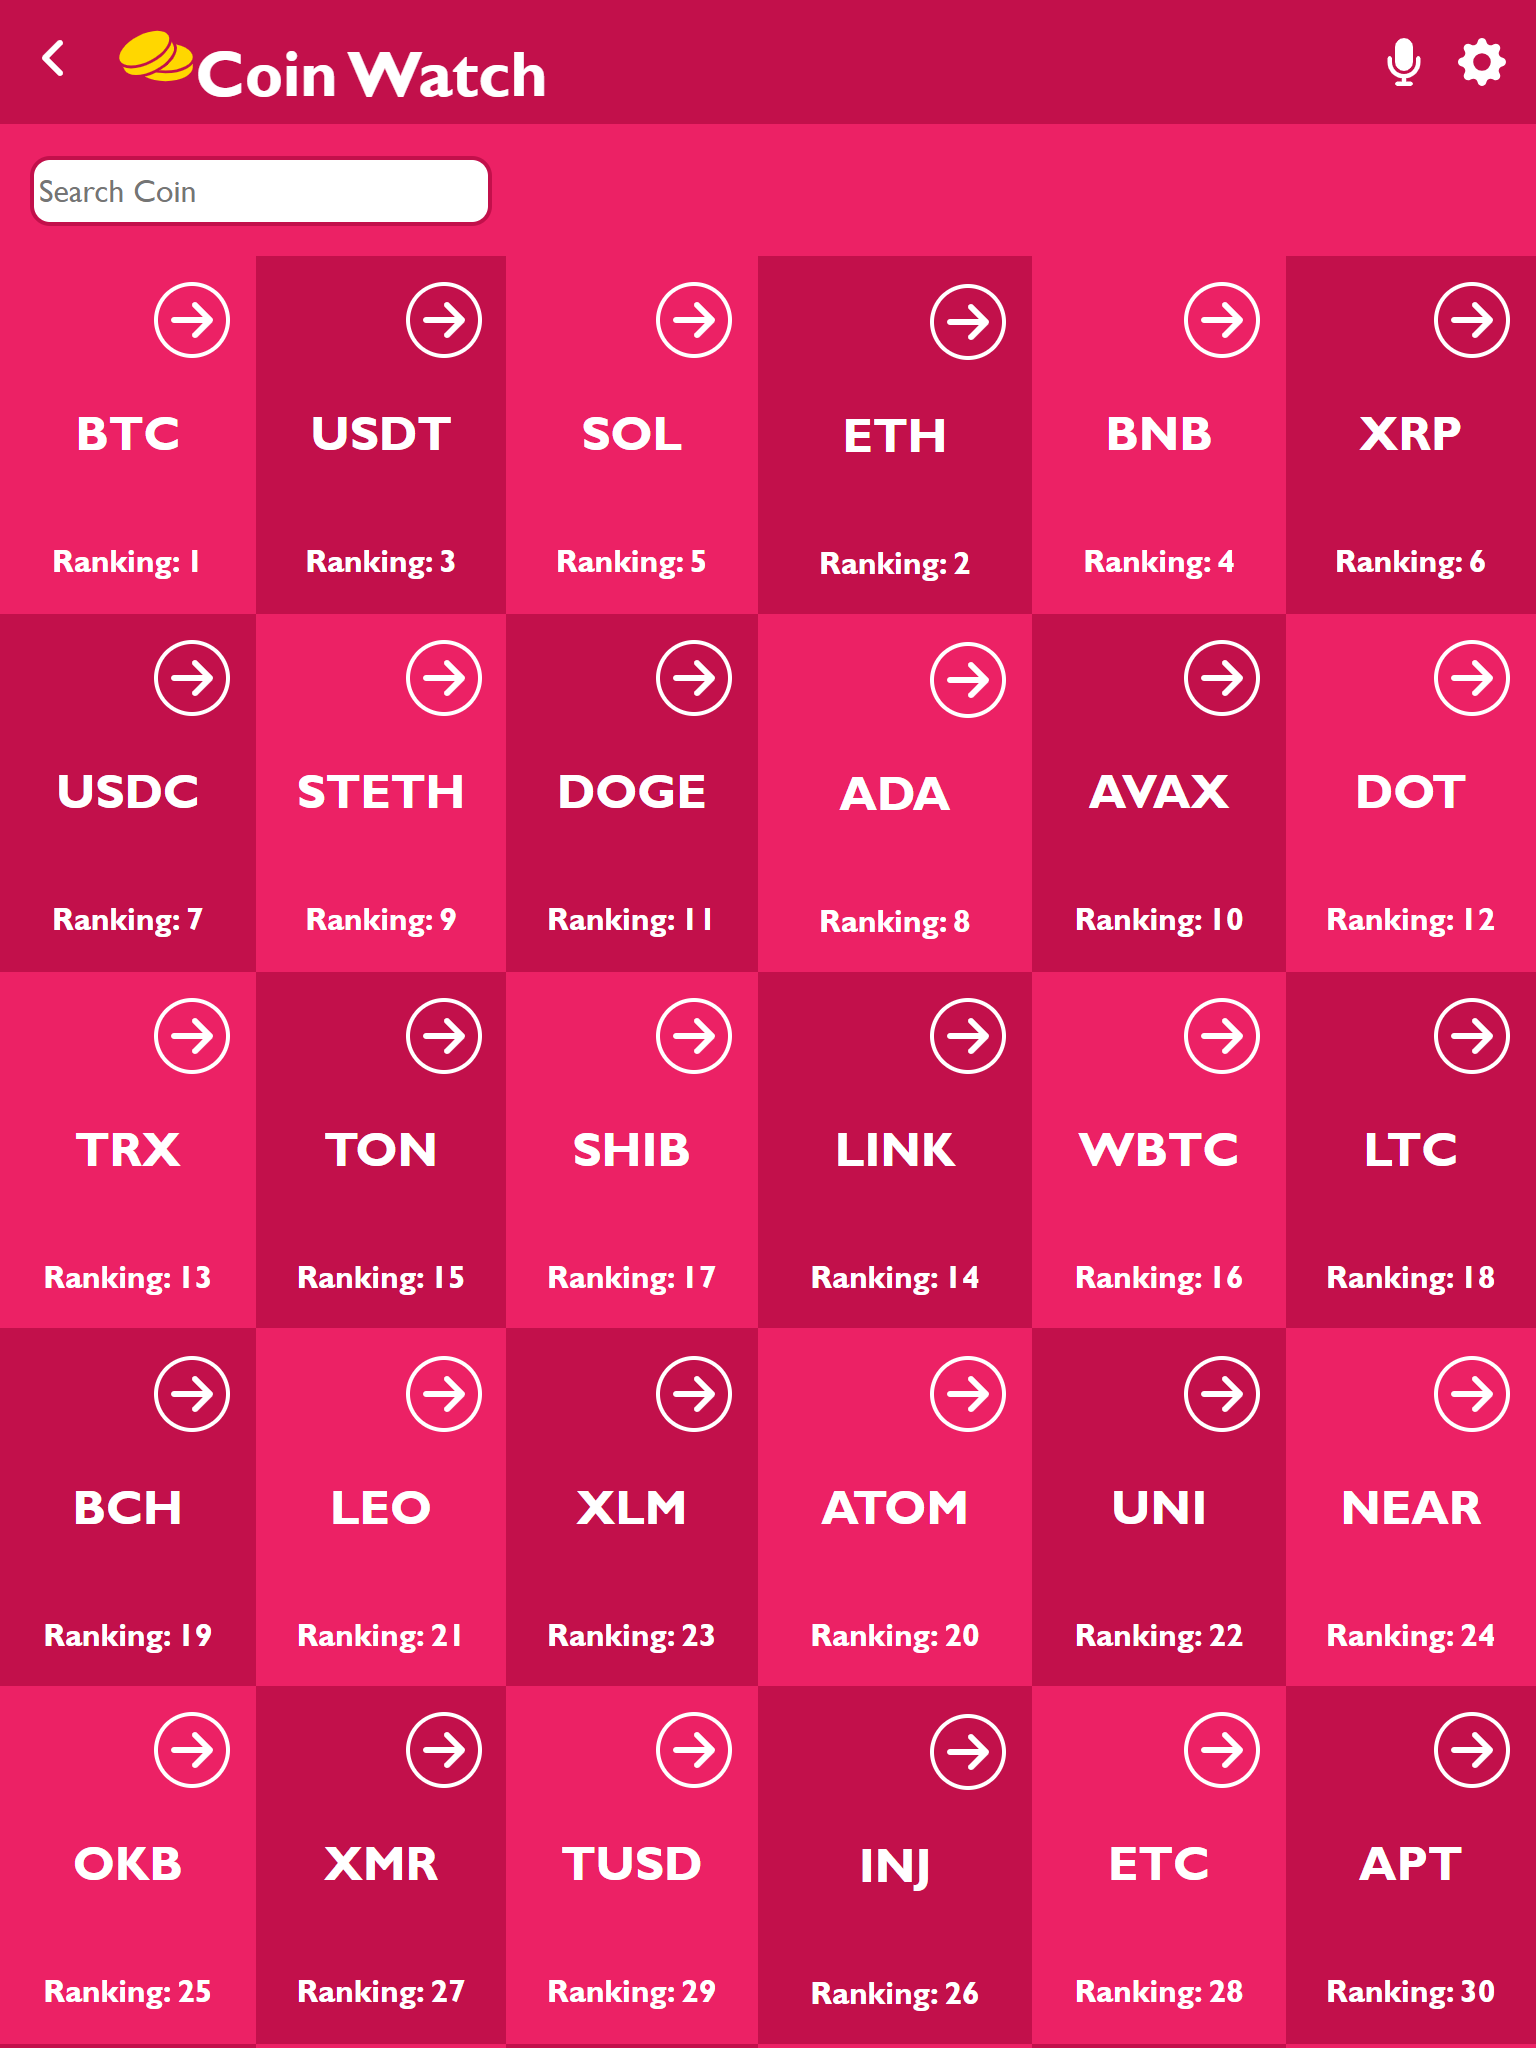 Coin Watch
Search Coin
BTC
USDT
SOL
ETH
BNB
XRP
Ranking: 1
Ranking: 3
Ranking: 5
Ranking: 2
Ranking: 4
Ranking: 6
USDC
STETH
DOGE
ADA
AVAX
DOT
Ranking: 7
Ranking: 9
Ranking: 11
Ranking: 8
Ranking: 10
Ranking: 12
TRX
TON
SHIB
LINK
WBTC
LTC
Ranking: 13
Ranking: 15
Ranking: 17
Ranking: 14
Ranking: 16
Ranking: 18
BCH
LEO
XLM
ATOM
UNI
NEAR
Ranking: 19
Ranking: 21
Ranking: 23
Ranking: 20
Ranking: 22
Ranking: 24
OKB
XMR
TUSD
INJ
ETC
APT
Ranking: 25
Ranking: 27
Ranking: 29
Ranking: 26
Ranking: 28
Ranking: 30